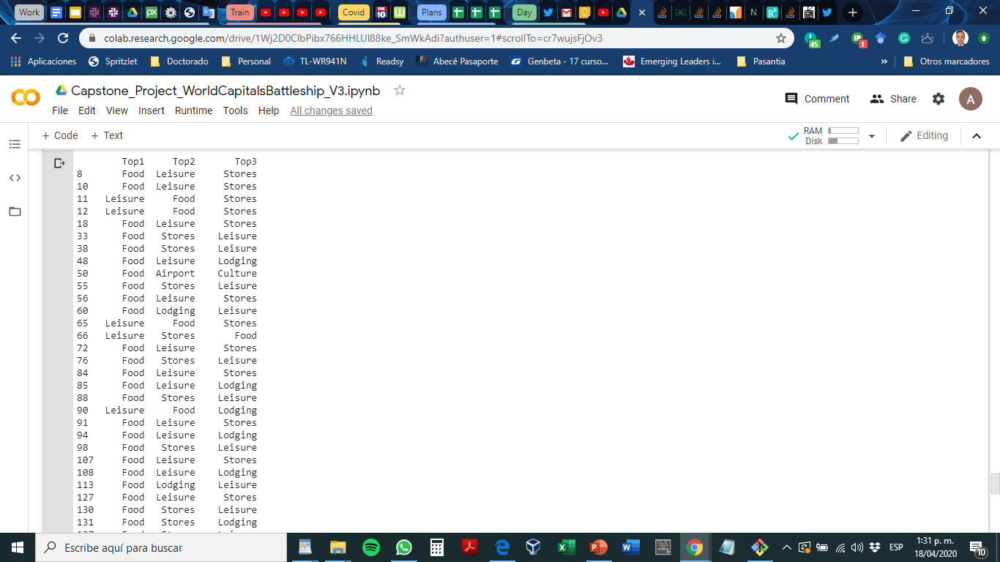 Work Train Covid Plans Day
colab.research.google.com/drive/1Wj2D0ClbPibx766HHLUl88ke_SmWkAdi?authuser=1#scrollTo=cr7wujsFjOv3 45 1
Aplicaciones Spritzlet Doctorado Personal TL-WR941N Readsy Abecé Pasaporte Genbeta - 17 curso... Emerging Leaders i... Pasantia » Otros marcadores
Capstone_Project_WorldCapitalsBattleship_V3.ipynb Comment Share A
File Edit View Insert Runtime Tools Help All changes saved
+ Code + Text RAM Disk Editing
Top1 Top2 Top3
8 Food Leisure Stores
10 Food Leisure Stores
11 Leisure Food Stores
12 Leisure Food Stores
18 Food Leisure Stores
33 Food Stores Leisure
38 Food Stores Leisure
48 Food Leisure Lodging
50 Food Airport Culture
55 Food Stores Leisure
56 Food Leisure Stores
60 Food Lodging Leisure
65 Leisure Food Stores
66 Leisure Stores Food
72 Food Leisure Stores
76 Food Stores Leisure
84 Food Leisure Stores
85 Food Leisure Lodging
88 Food Stores Leisure
90 Leisure Food Lodging
91 Food Leisure Stores
94 Food Leisure Lodging
98 Food Stores Leisure
107 Food Leisure Stores
108 Food Leisure Lodging
113 Food Lodging Leisure
127 Food Leisure Stores
130 Food Stores Leisure
131 Food Stores Lodging
Escribe aquí para buscar ESP 1:31 p. m.
18/04/2020 10